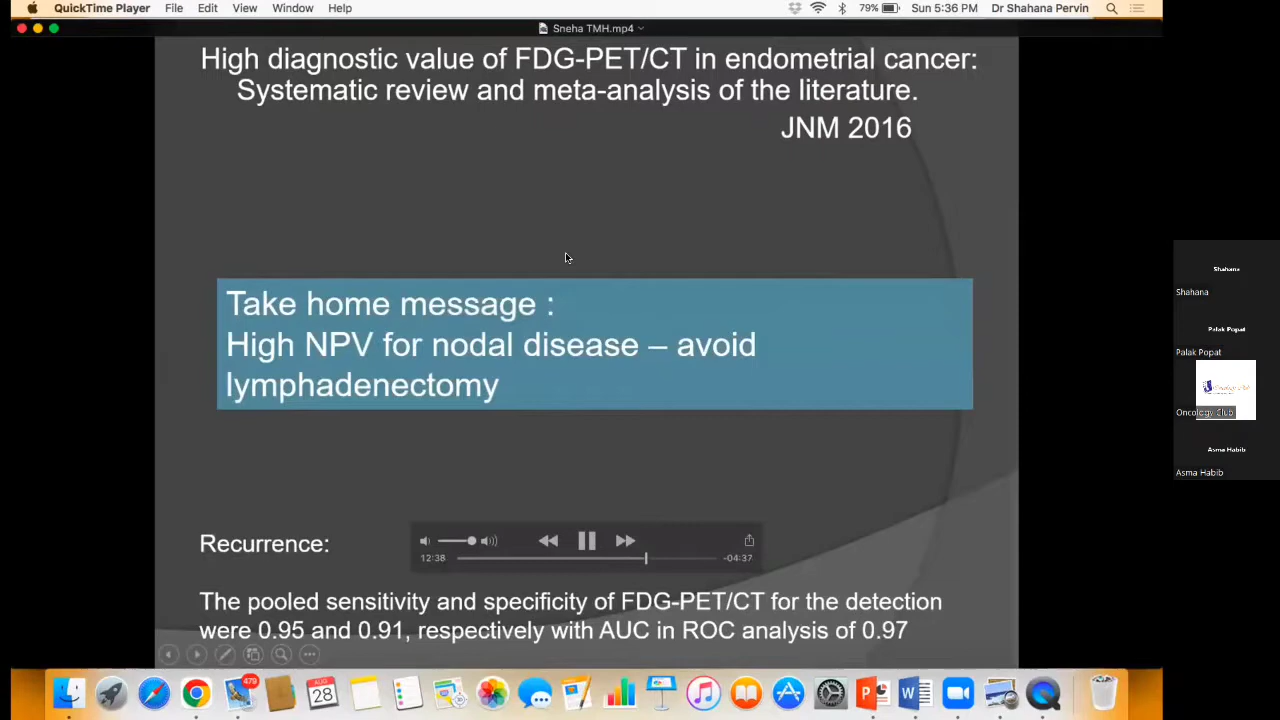 QuickTime Player File Edit View Window Help 79% Sun 5:36 PM Dr Shahana Pervin
Sneha TMH.mp4
High diagnostic value of FDG-PET/CT in endometrial cancer:
Systematic review and meta-analysis of the literature.
JNM 2016
Take home message :
High NPV for nodal disease – avoid
lymphadenectomy
Recurrence:
12:38 -04:37
The pooled sensitivity and specificity of FDG-PET/CT for the detection
were 0.95 and 0.91, respectively with AUC in ROC analysis of 0.97
Shahana
Shahana
Palak Popat
Palak Popat
Oncology Club
Asma Habib
Asma Habib
479
AUG
28